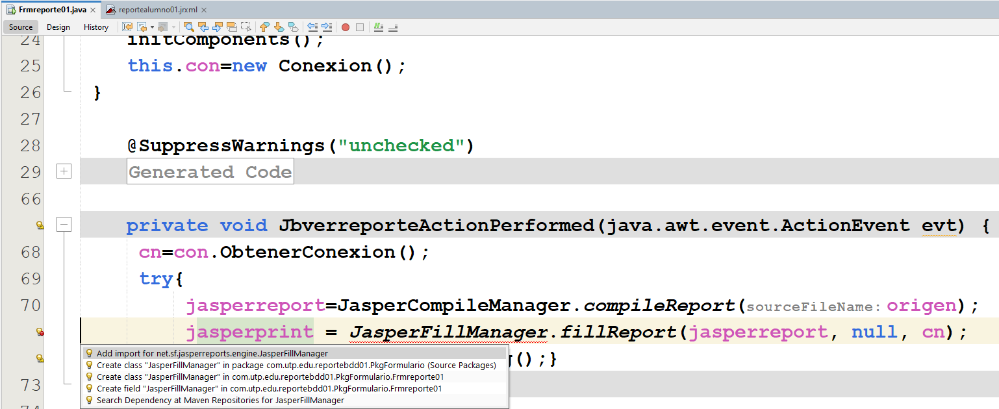 Frmreporte01.java × reportealumno01.jrxml ×
Source Design History
24 initComponents();
25 this.con=new Conexion();
26 }
27
28 @SuppressWarnings("unchecked")
29 Generated Code
66
private void JbverreporteActionPerformed(java.awt.event.ActionEvent evt) {
68 cn=con.ObtenerConexion();
69 try{
70 jasperreport=JasperCompileManager.compileReport(sourceFileName: origen);
jasperprint = JasperFillManager.fillReport(jasperreport, null, cn);
Add import for net.sf.jasperreports.engine.JasperFillManager
();}
Create class "JasperFillManager" in package com.utp.edu.reportebdd01.PkgFormulario (Source Packages)
Create class "JasperFillManager" in com.utp.edu.reportebdd01.PkgFormulario.Frmreporte01
73 Create field "JasperFillManager" in com.utp.edu.reportebdd01.PkgFormulario.Frmreporte01
Search Dependency at Maven Repositories for JasperFillManager